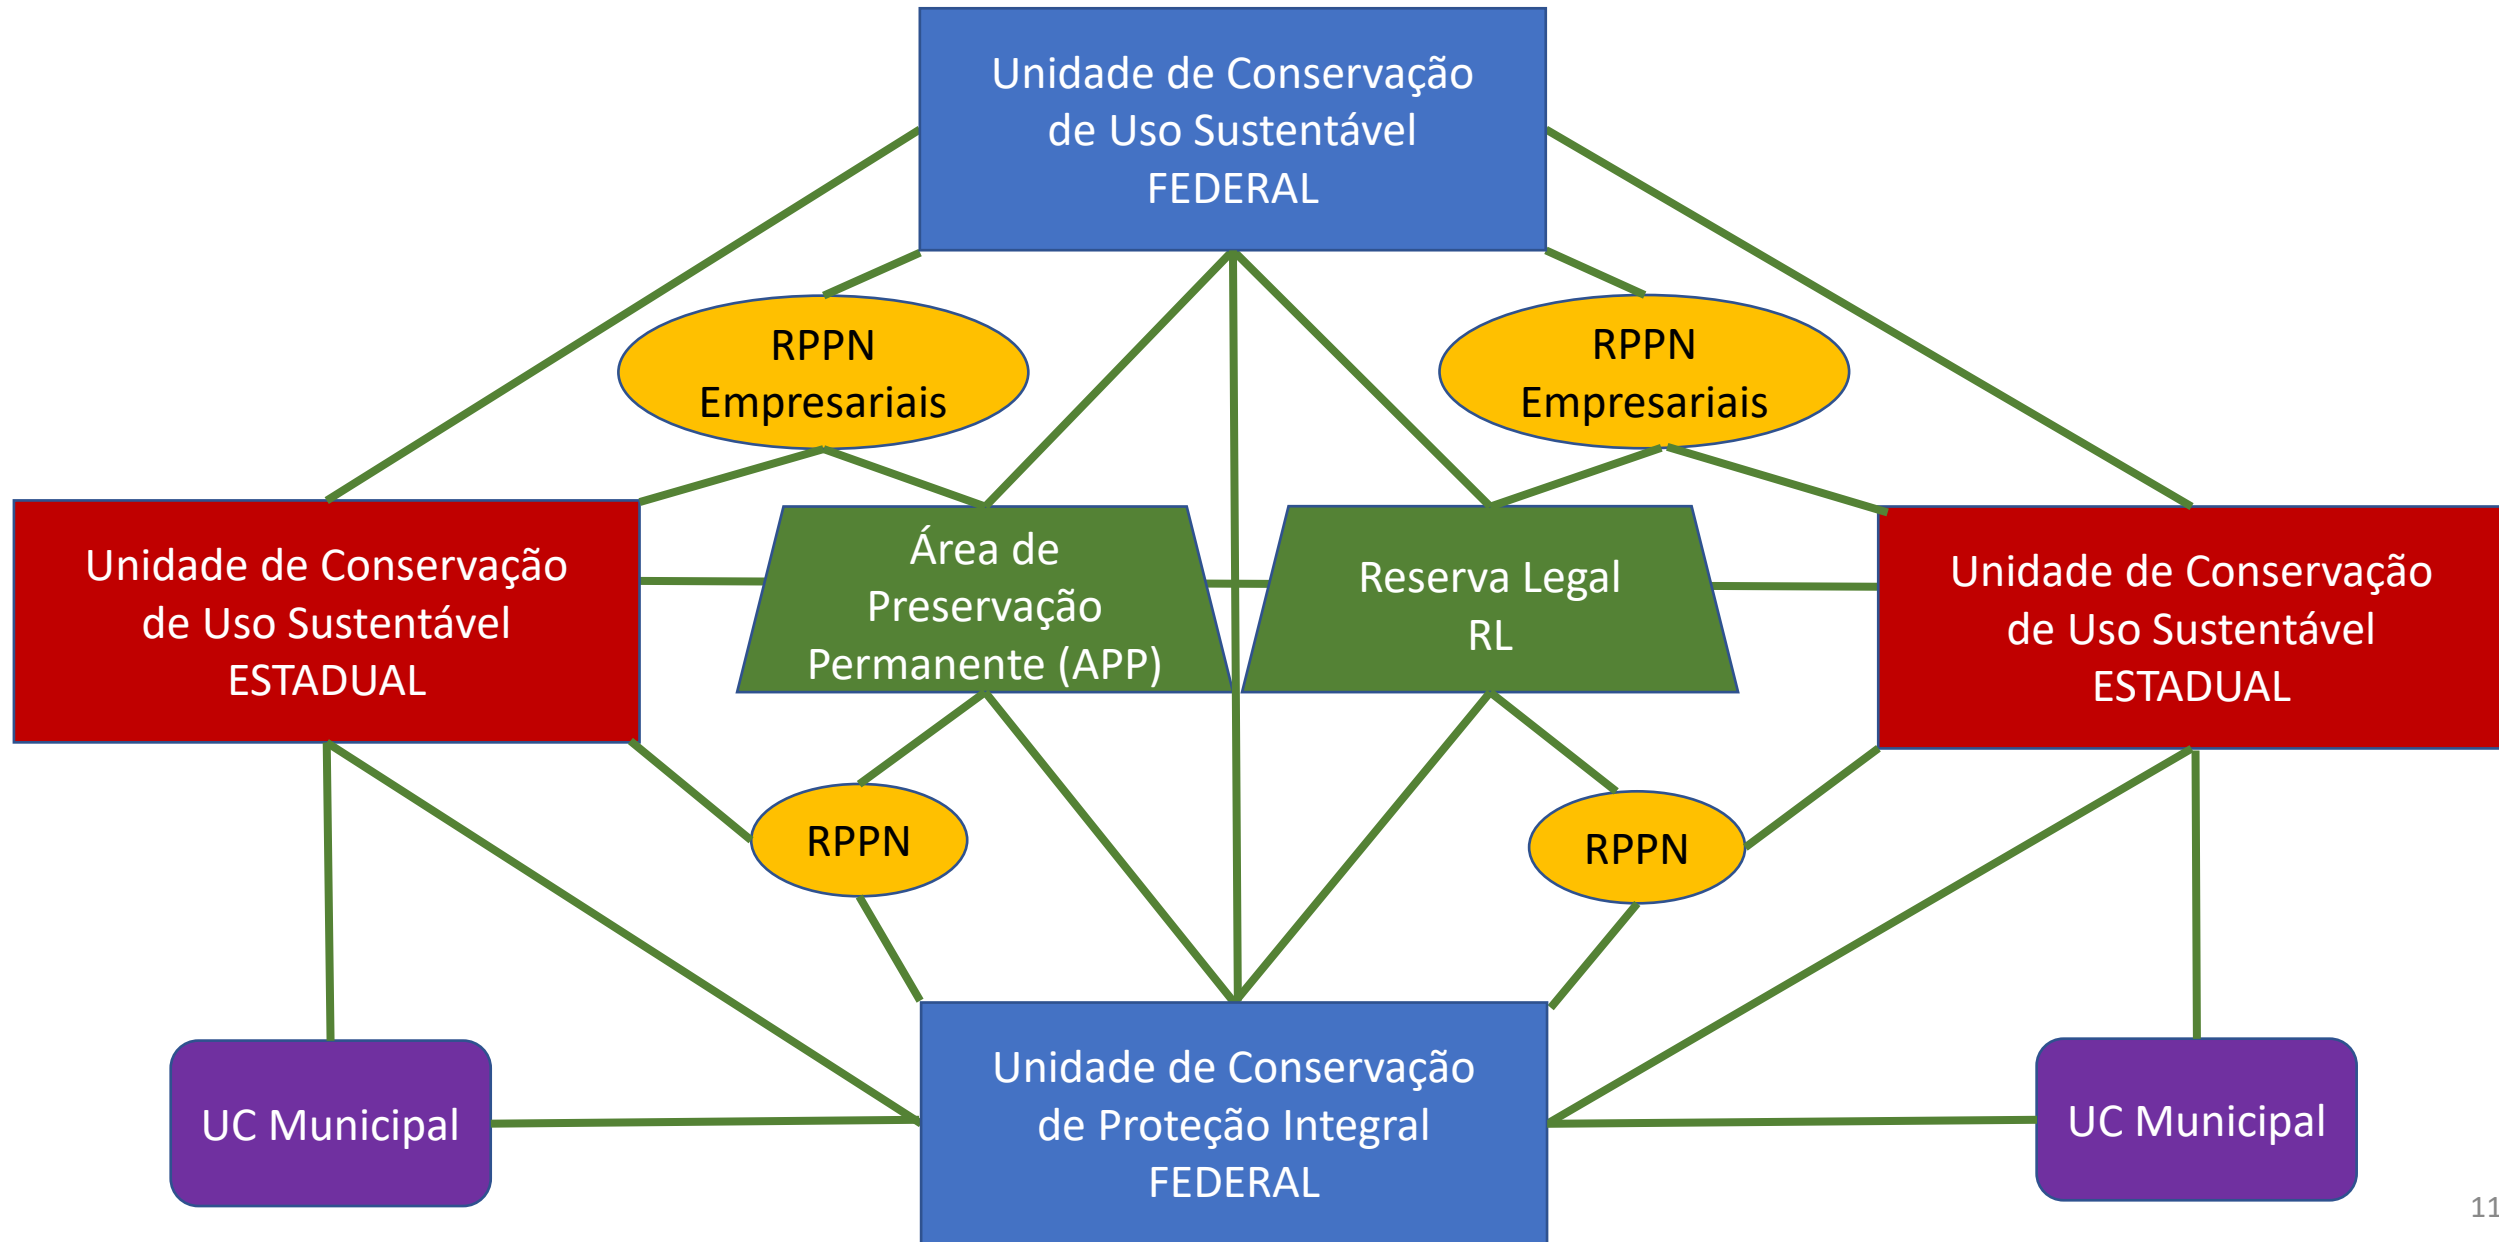 Unidade de Conservação
de Uso Sustentável
FEDERAL
RPPN
Empresariais
RPPN
Empresariais
Unidade de Conservação
de Uso Sustentável
ESTADUAL
Área de
Preservação
Permanente (APP)
Reserva Legal
RL
Unidade de Conservação
de Uso Sustentável
ESTADUAL
RPPN
RPPN
UC Municipal
Unidade de Conservação
de Proteção Integral
FEDERAL
UC Municipal
11